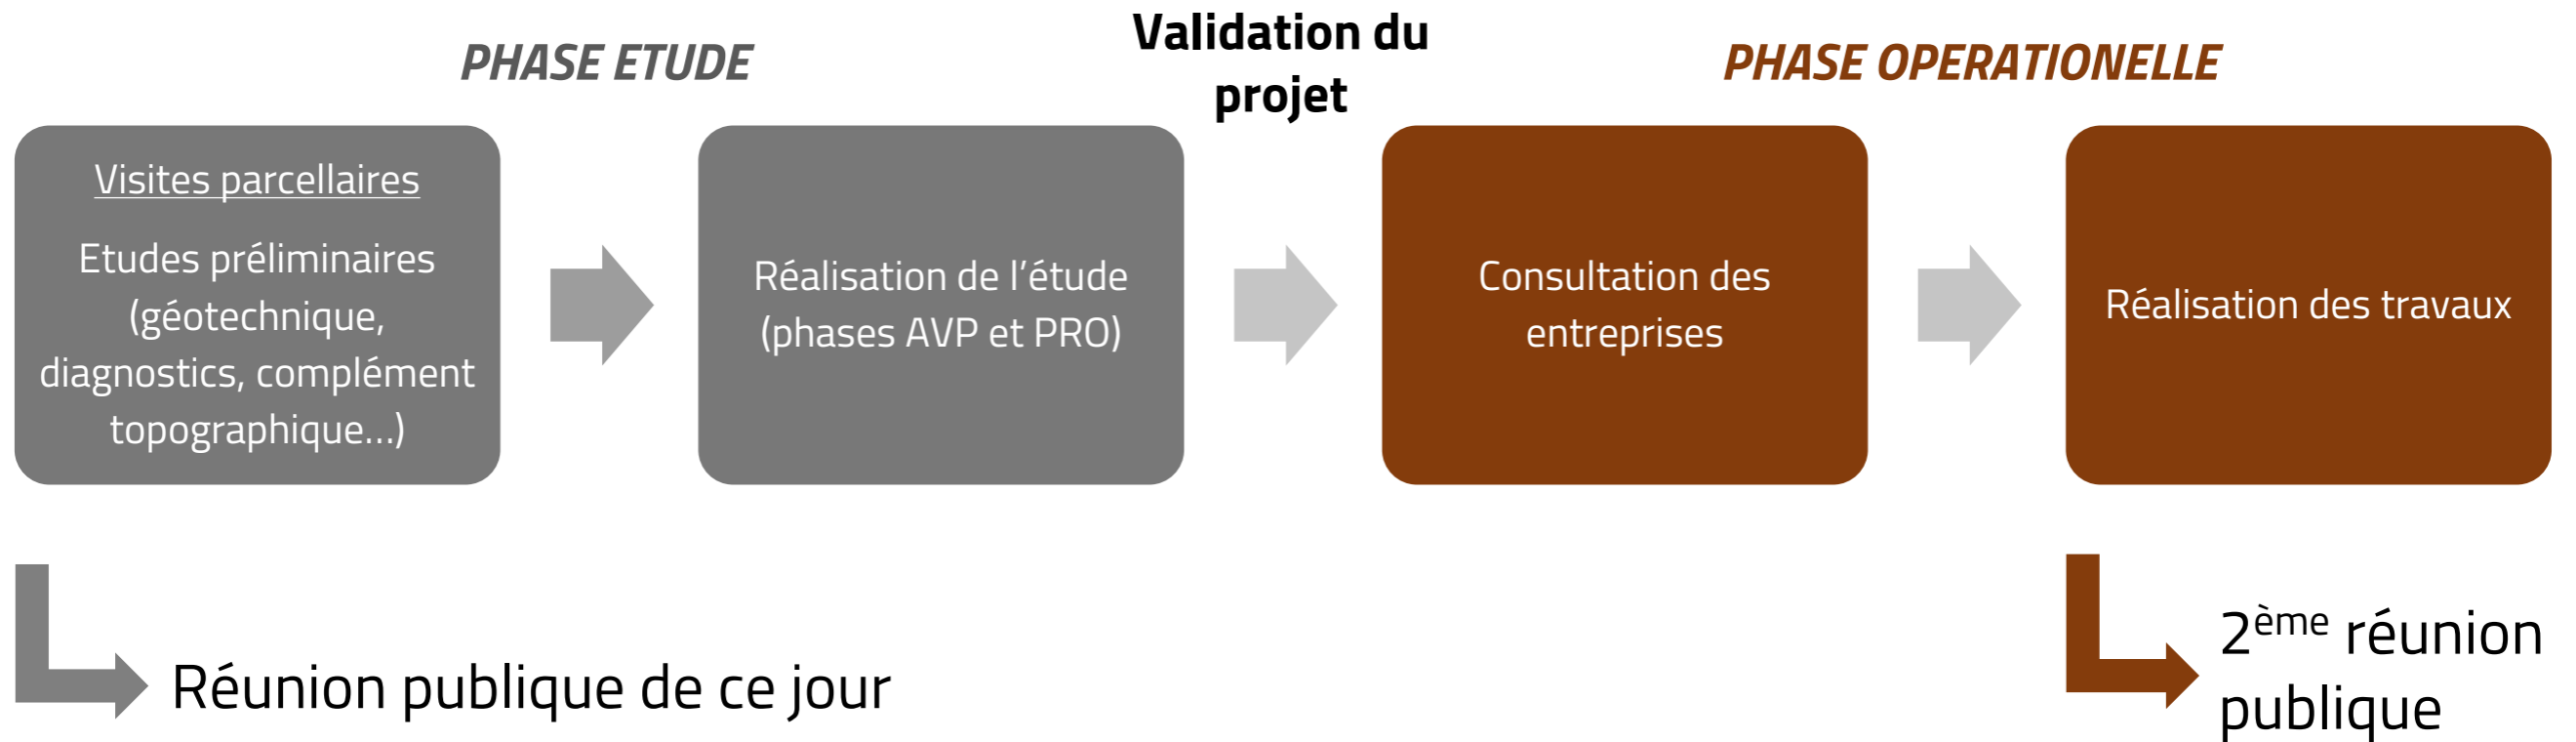 PHASE ETUDE
Validation du
projet
PHASE OPERATIONELLE
Visites parcellaires
Etudes préliminaires
(géotechnique,
diagnostics, complément
topographique...)
Réalisation de l'étude
(phases AVP et PRO)
Consultation des
entreprises
Réalisation des travaux
Réunion publique de ce jour
2ème réunion
publique